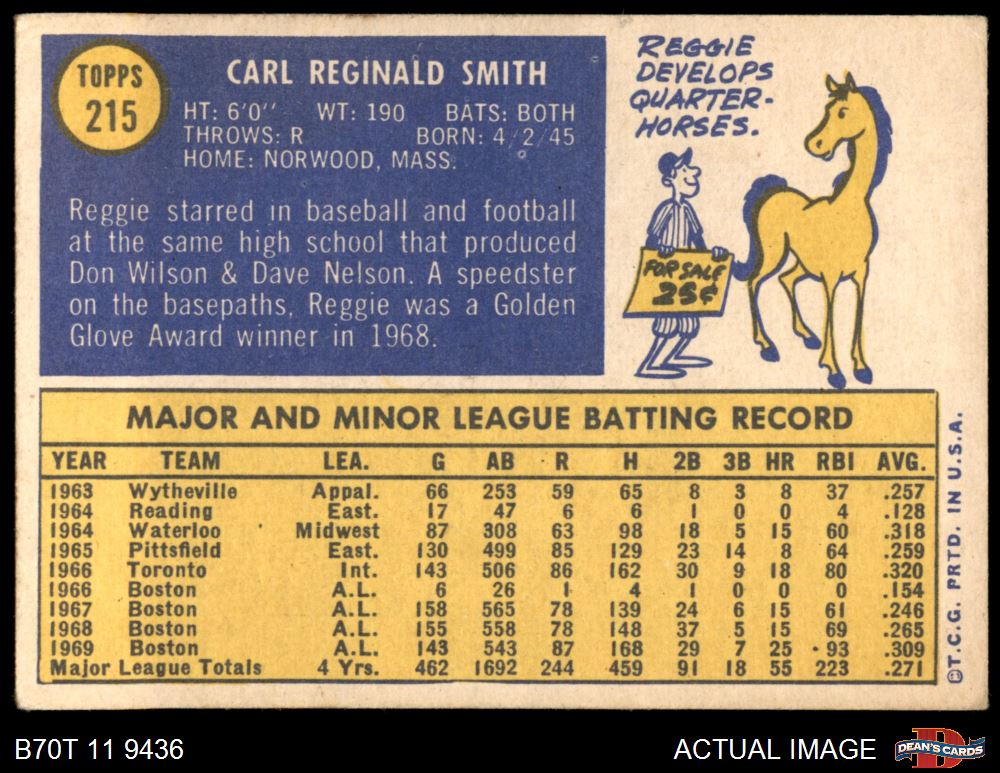 TOPPS
215
CARL REGINALD SMITH
HT: 6'0" WT: 190 BATS: BOTH
THROWS: R BORN: 4/2/45
HOME: NORWOOD, MASS.
Reggie starred in baseball and football
at the same high school that produced
Don Wilson & Dave Nelson. A speedster
on the basepaths, Reggie was a Golden
Glove Award winner in 1968.
REGGIE
DEVELOPS
QUARTER-
HORSES.
FOR SALE
25¢
MAJOR AND MINOR LEAGUE BATTING RECORD
YEAR TEAM LEA. G AB R H 2B 3B HR RBI AVG.
1963 Wytheville Appal. 66 253 59 65 8 3 8 37 .257
1964 Reading East. 17 47 6 6 1 0 0 4 .128
1964 Waterloo Midwest 87 308 63 98 18 5 15 60 .318
1965 Pittsfield East. 130 499 85 129 23 14 8 64 .259
1966 Toronto Int. 143 506 86 162 30 9 18 80 .320
1966 Boston A.L. 6 26 1 4 1 0 0 0 .154
1967 Boston A.L. 158 565 78 139 24 6 15 61 .246
1968 Boston A.L. 155 558 78 148 37 5 15 69 .265
1969 Boston A.L. 143 543 87 168 29 7 25 93 .309
Major League Totals 4 Yrs. 462 1692 244 459 91 18 55 223 .271
©T.C.G. PRTD. IN U.S.A.
B70T 11 9436
ACTUAL IMAGE
D
DEAN'S CARDS